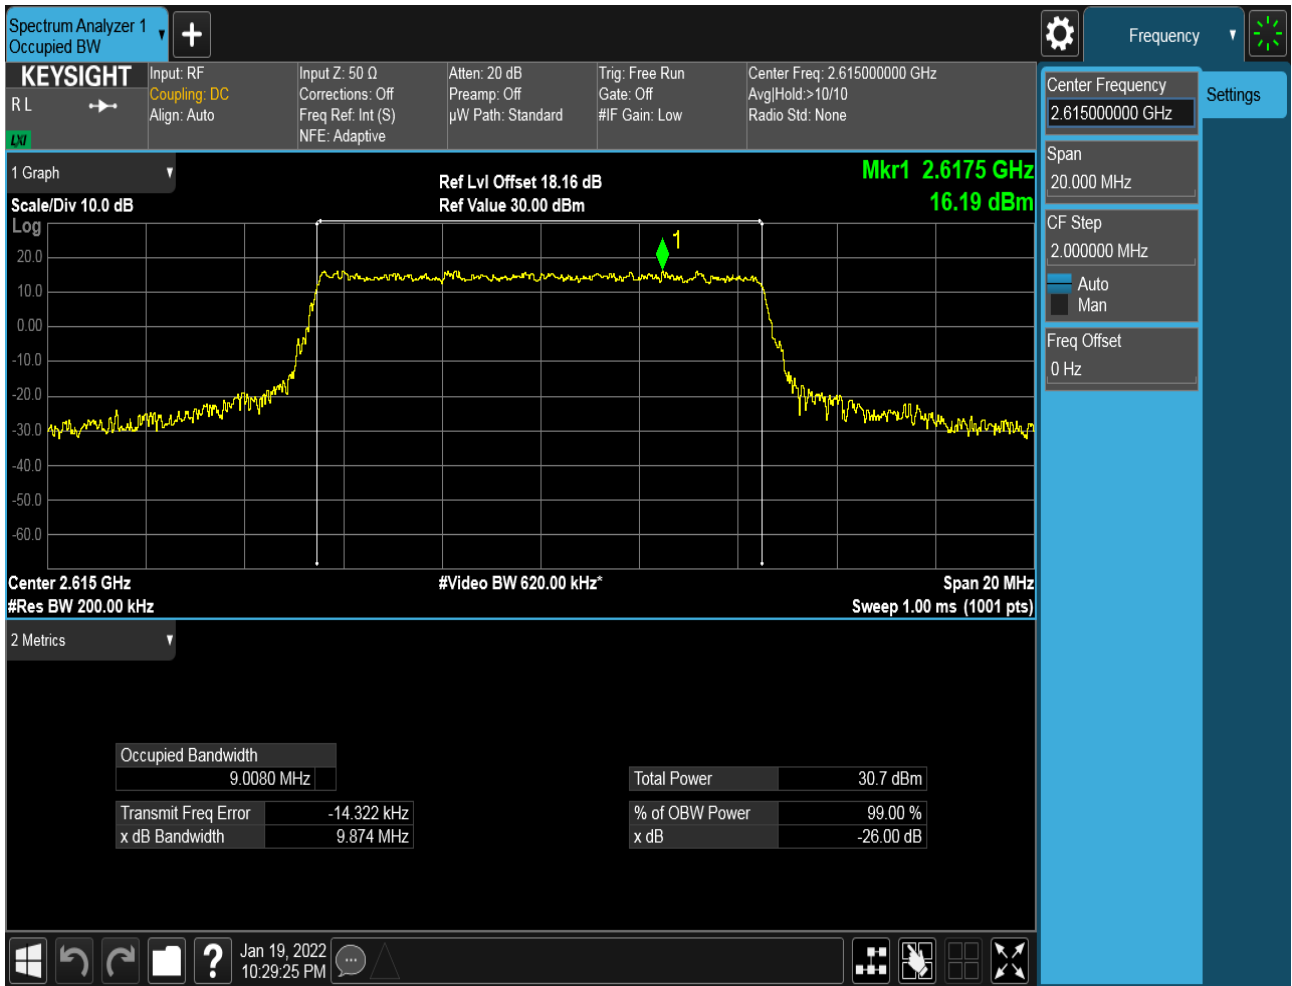 Spectrum Analyzer 1
Occupied BW
+
Frequency
KEYSIGHT
R L
LXI
Input: RF
Coupling: DC
Align: Auto
Input Z: 50 Ω
Corrections: Off
Freq Ref: Int (S)
NFE: Adaptive
Atten: 20 dB
Preamp: Off
µW Path: Standard
Trig: Free Run
Gate: Off
#IF Gain: Low
Center Freq: 2.615000000 GHz
Avg|Hold:>10/10
Radio Std: None
Center Frequency
2.615000000 GHz
Settings
Span
20.000 MHz
CF Step
2.000000 MHz
Auto
Man
Freq Offset
0 Hz
1 Graph
Scale/Div 10.0 dB
Ref Lvl Offset 18.16 dB
Ref Value 30.00 dBm
Mkr1 2.6175 GHz
16.19 dBm
Log
1
20.0
10.0
0.00
-10.0
-20.0
-30.0
-40.0
-50.0
-60.0
Center 2.615 GHz
#Res BW 200.00 kHz
#Video BW 620.00 kHz*
Span 20 MHz
Sweep 1.00 ms (1001 pts)
2 Metrics
Occupied Bandwidth
9.0080 MHz
Transmit Freq Error -14.322 kHz
x dB Bandwidth 9.874 MHz
Total Power 30.7 dBm
% of OBW Power 99.00 %
x dB -26.00 dB
?
Jan 19, 2022
10:29:25 PM